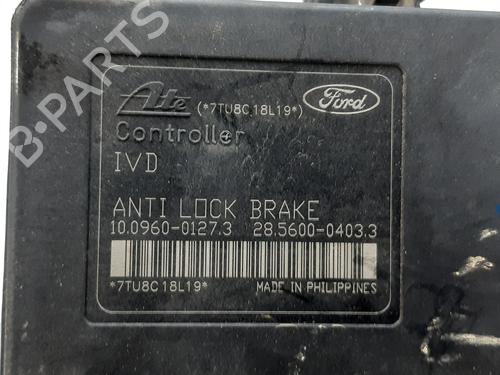 B-PARTS
Ate (*7TU8C18L19*) Ford
Controller
IVD
ANTI LOCK BRAKE
10.0960-0127.3 28.5600-0403.3
*7TU8C18L19* MADE IN PHILIPPINES